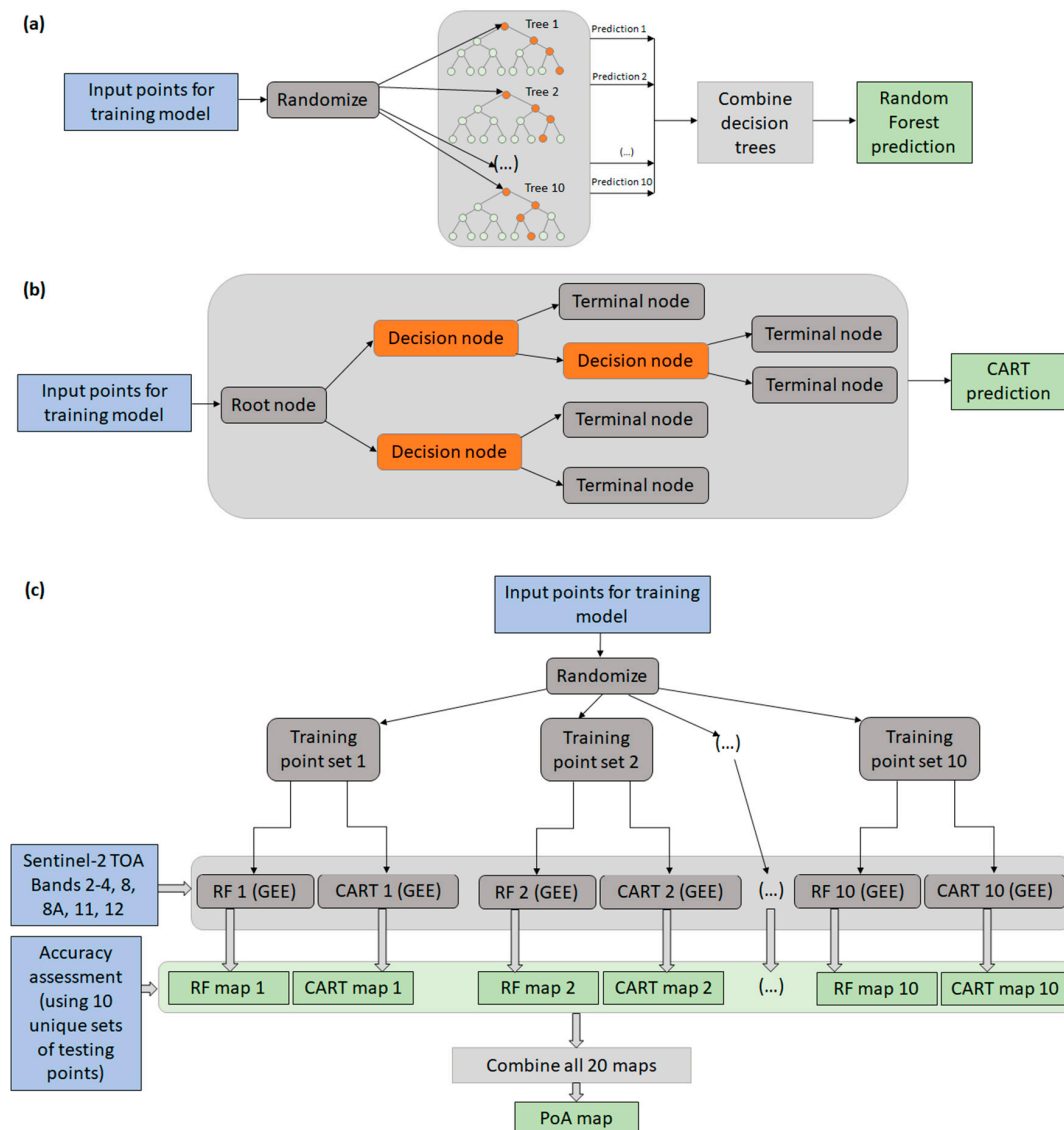 (a)
Input points for
training model
Randomize
Tree 1
Tree 2
(...)
Tree 10
Prediction 1
Prediction 2
(...)
Prediction 10
Combine
decision
trees
Random
Forest
prediction
(b)
Input points for
training model
Root node
Decision node
Decision node
Terminal node
Decision node
Terminal node
Terminal node
Terminal node
Terminal node
CART
prediction
(c)
Input points for training
model
Randomize
Training
point set 1
Training
point set 2
(...)
Training
point set 10
Sentinel-2 TOA
Bands 2-4, 8,
8A, 11, 12
RF 1 (GEE)
CART 1 (GEE)
RF 2 (GEE)
CART 2 (GEE)
(...)
RF 10 (GEE)
CART 10 (GEE)
Accuracy
assessment
(using 10
unique sets
of testing
points)
RF map 1
CART map 1
RF map 2
CART map 2
(...)
RF map 10
CART map 10
Combine all 20 maps
PoA map